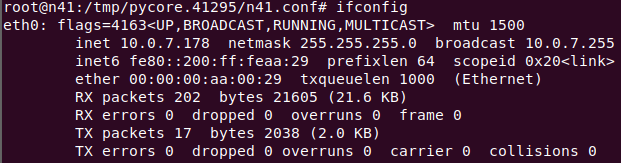 root@n41:/tmp/pycore.41295/n41.conf# ifconfig
eth0: flags=4163<UP,BROADCAST,RUNNING,MULTICAST>  mtu 1500
        inet 10.0.7.178  netmask 255.255.255.0  broadcast 10.0.7.255
        inet6 fe80::200:ff:feaa:29  prefixlen 64  scopeid 0x20<link>
        ether 00:00:00:aa:00:29  txqueuelen 1000  (Ethernet)
        RX packets 202  bytes 21605 (21.6 KB)
        RX errors 0  dropped 0  overruns 0  frame 0
        TX packets 17  bytes 2038 (2.0 KB)
        TX errors 0  dropped 0 overruns 0  carrier 0  collisions 0